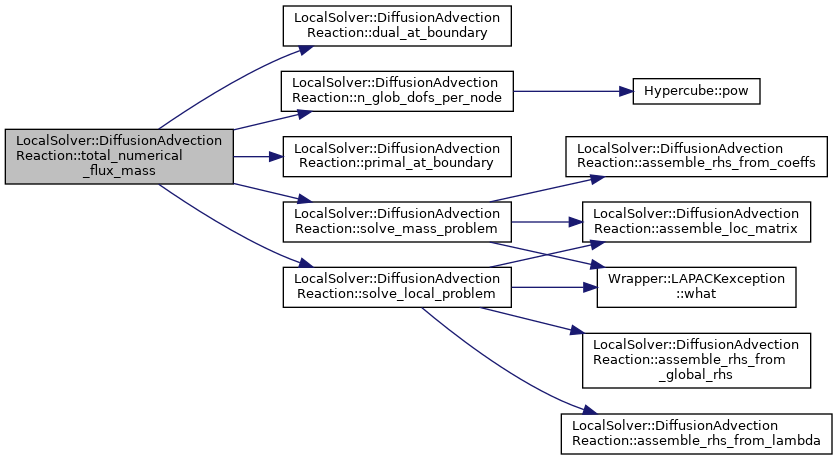 LocalSolver::DiffusionAdvection
Reaction::total_numerical
_flux_mass
LocalSolver::DiffusionAdvection
Reaction::dual_at_boundary
LocalSolver::DiffusionAdvection
Reaction::n_glob_dofs_per_node
Hypercube::pow
LocalSolver::DiffusionAdvection
Reaction::primal_at_boundary
LocalSolver::DiffusionAdvection
Reaction::solve_mass_problem
LocalSolver::DiffusionAdvection
Reaction::solve_local_problem
LocalSolver::DiffusionAdvection
Reaction::assemble_rhs_from_coeffs
LocalSolver::DiffusionAdvection
Reaction::assemble_loc_matrix
Wrapper::LAPACKexception
::what
LocalSolver::DiffusionAdvection
Reaction::assemble_rhs_from
_global_rhs
LocalSolver::DiffusionAdvection
Reaction::assemble_rhs_from_lambda